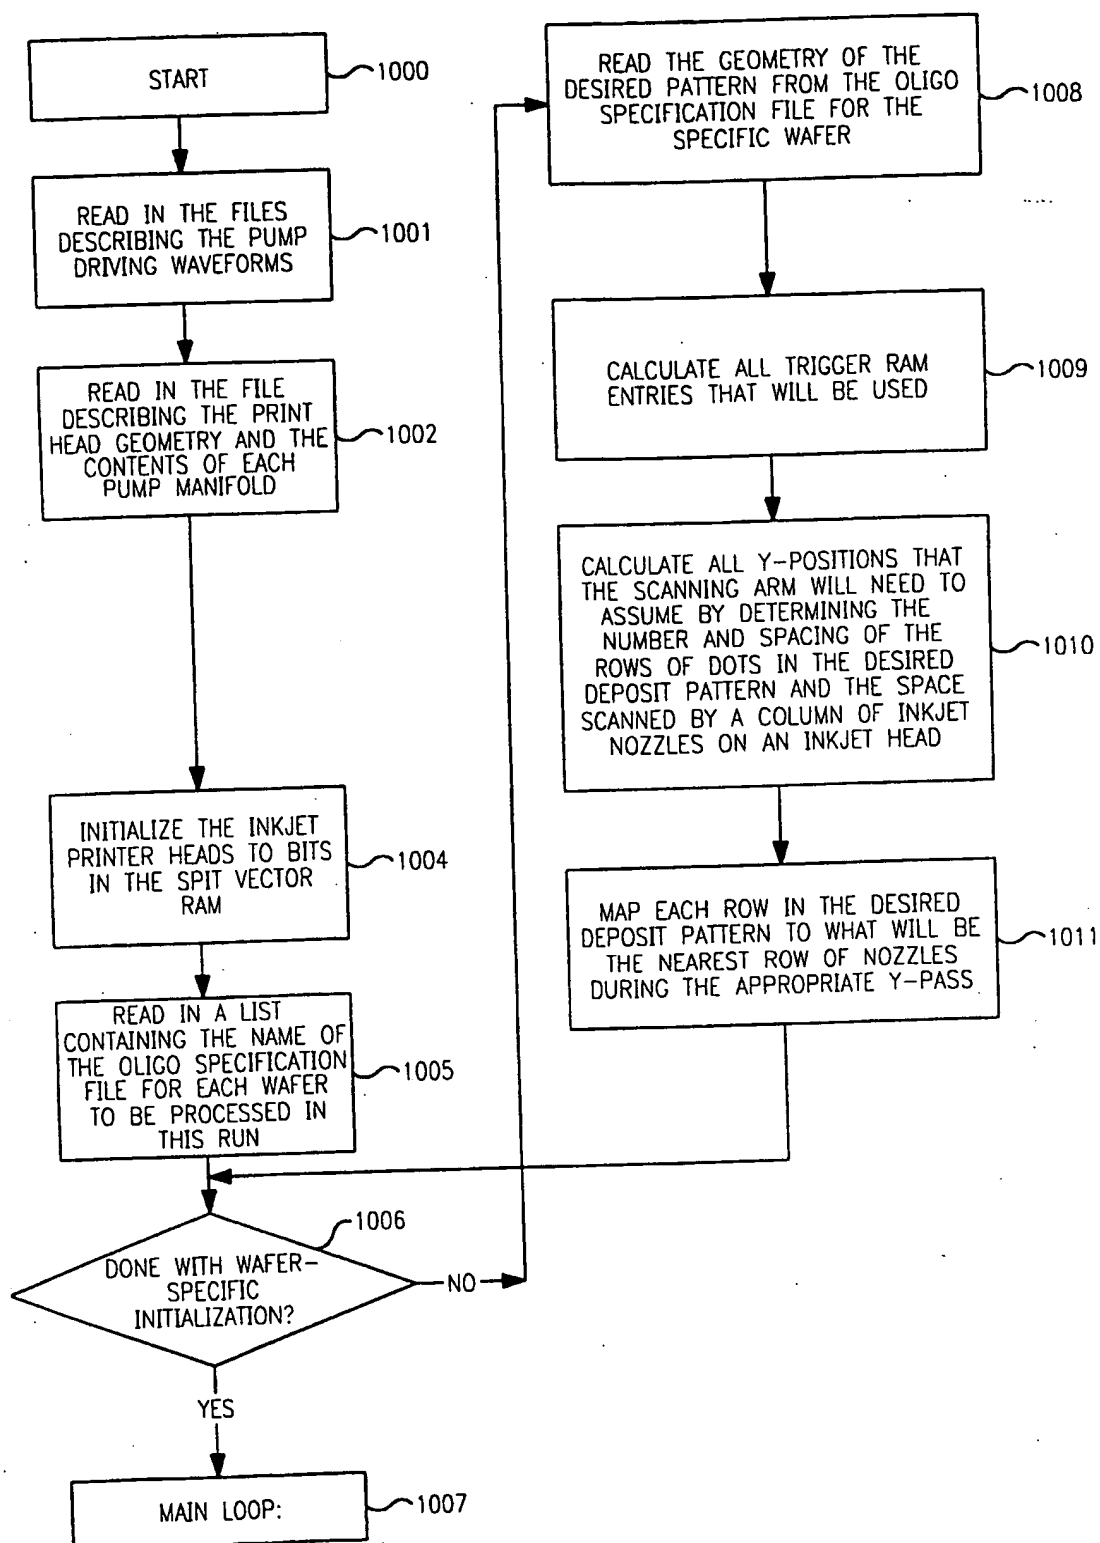 START
1000
READ IN THE FILES
DESCRIBING THE PUMP
DRIVING WAVEFORMS
1001
READ IN THE FILE
DESCRIBING THE PRINT
HEAD GEOMETRY AND THE
CONTENTS OF EACH
PUMP MANIFOLD
1002
INITIALIZE THE INKJET
PRINTER HEADS TO BITS
IN THE SPIT VECTOR
RAM
1004
READ IN A LIST
CONTAINING THE NAME OF
THE OLIGO SPECIFICATION
FILE FOR EACH WAFER
TO BE PROCESSED IN
THIS RUN
1005
DONE WITH WAFER-
SPECIFIC
INITIALIZATION?
1006
NO
YES
MAIN LOOP:
1007
READ THE GEOMETRY OF THE
DESIRED PATTERN FROM THE OLIGO
SPECIFICATION FILE FOR THE
SPECIFIC WAFER
1008
CALCULATE ALL TRIGGER RAM
ENTRIES THAT WILL BE USED
1009
CALCULATE ALL Y-POSITIONS THAT
THE SCANNING ARM WILL NEED TO
ASSUME BY DETERMINING THE
NUMBER AND SPACING OF THE
ROWS OF DOTS IN THE DESIRED
DEPOSIT PATTERN AND THE SPACE
SCANNED BY A COLUMN OF INKJET
NOZZLES ON AN INKJET HEAD
1010
MAP EACH ROW IN THE DESIRED
DEPOSIT PATTERN TO WHAT WILL BE
THE NEAREST ROW OF NOZZLES
DURING THE APPROPRIATE Y-PASS
1011